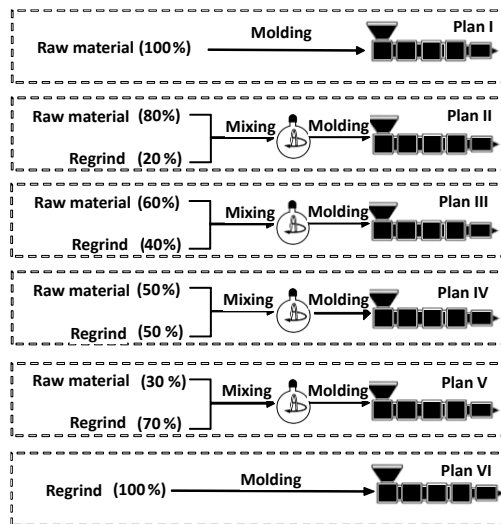 Plan I
Raw material (100%) Molding
Plan II
Raw material (80%)
Mixing Molding
Regrind (20%)
Plan III
Raw material (60%)
Mixing Molding
Regrind (40%)
Plan IV
Raw material (50%)
Mixing Molding
Regrind (50 %)
Plan V
Raw material (30 %)
Mixing Molding
Regrind (70%)
Plan VI
Regrind (100%) Molding